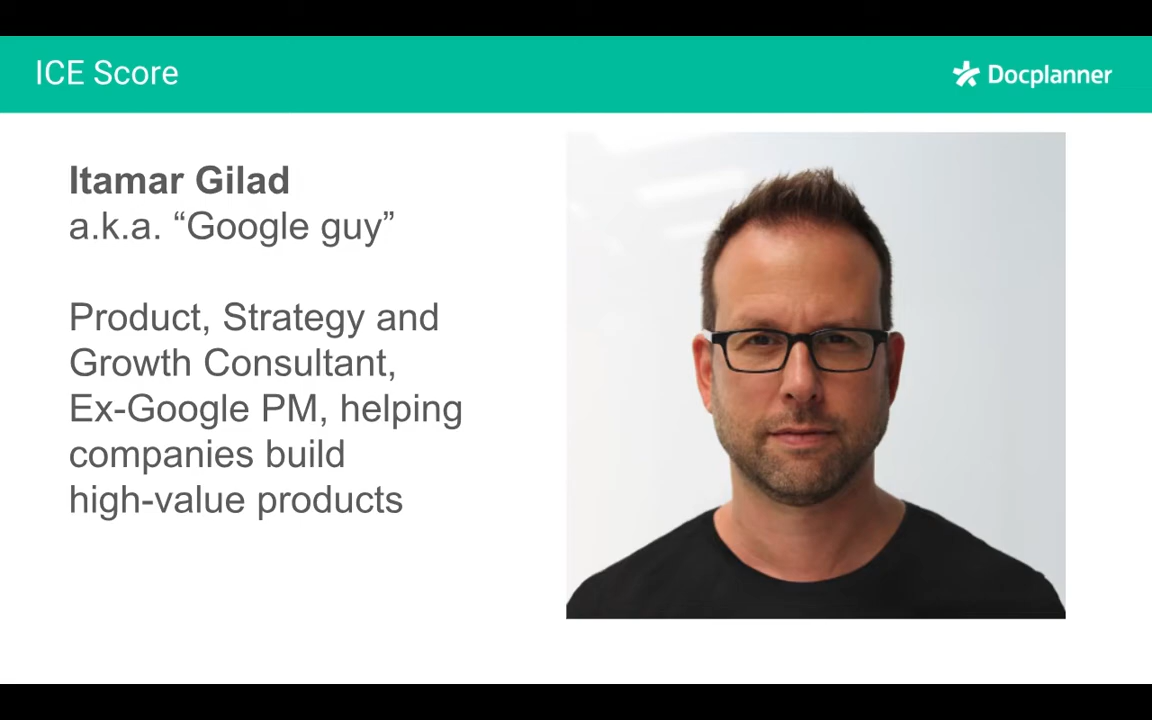 ICE Score
Docplanner
Itamar Gilad
a.k.a. “Google guy”
Product, Strategy and
Growth Consultant,
Ex-Google PM, helping
companies build
high-value products